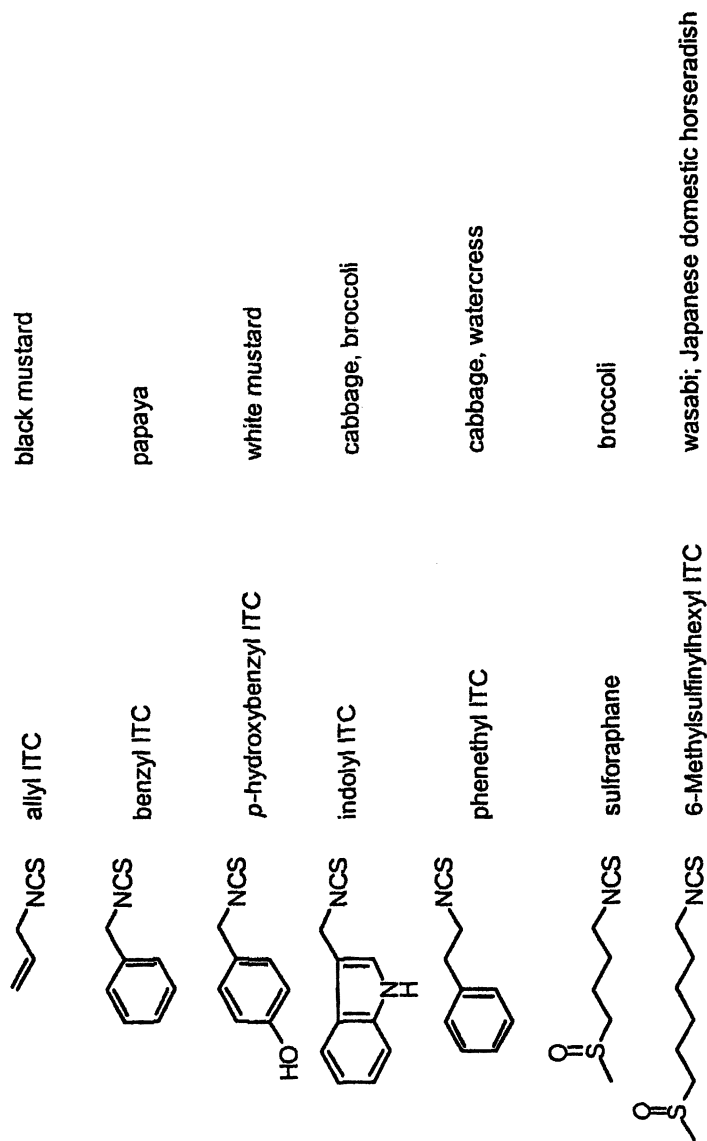 NCS allyl ITC black mustard
NCS benzyl ITC papaya
HO NCS p-hydroxybenzyl ITC white mustard
N H NCS indolyl ITC cabbage, broccoli
NCS phenethyl ITC cabbage, watercress
O S NCS sulforaphane broccoli
O S NCS 6-Methylsulfinylhexyl ITC wasabi; Japanese domestic horseradish